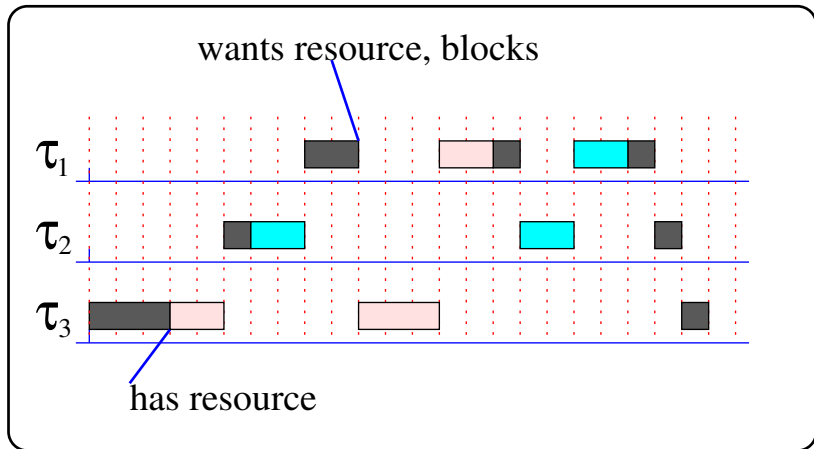 wants resource, blocks
τ1
τ2
τ3
has resource